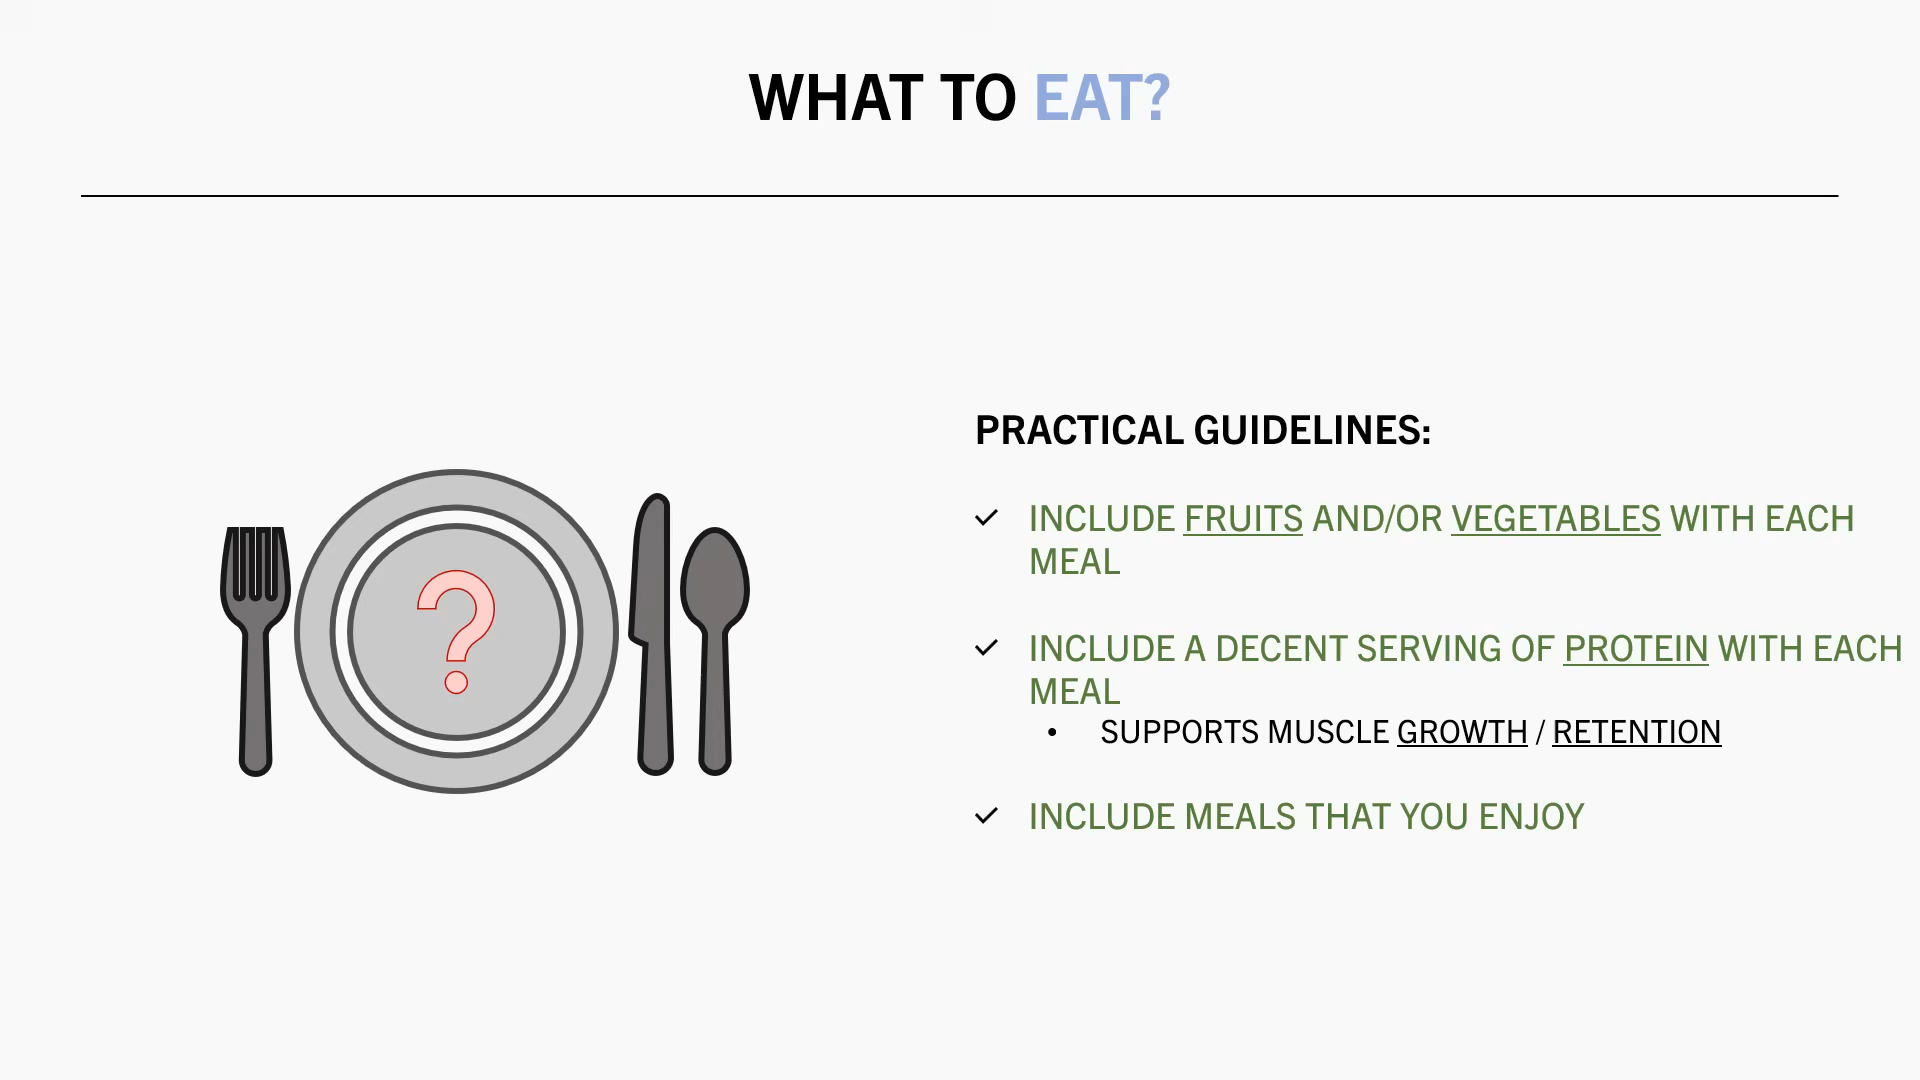 WHAT TO EAT?
PRACTICAL GUIDELINES:
INCLUDE FRUITS AND/OR VEGETABLES WITH EACH
MEAL
INCLUDE A DECENT SERVING OF PROTEIN WITH EACH
MEAL
SUPPORTS MUSCLE GROWTH / RETENTION
INCLUDE MEALS THAT YOU ENJOY
?